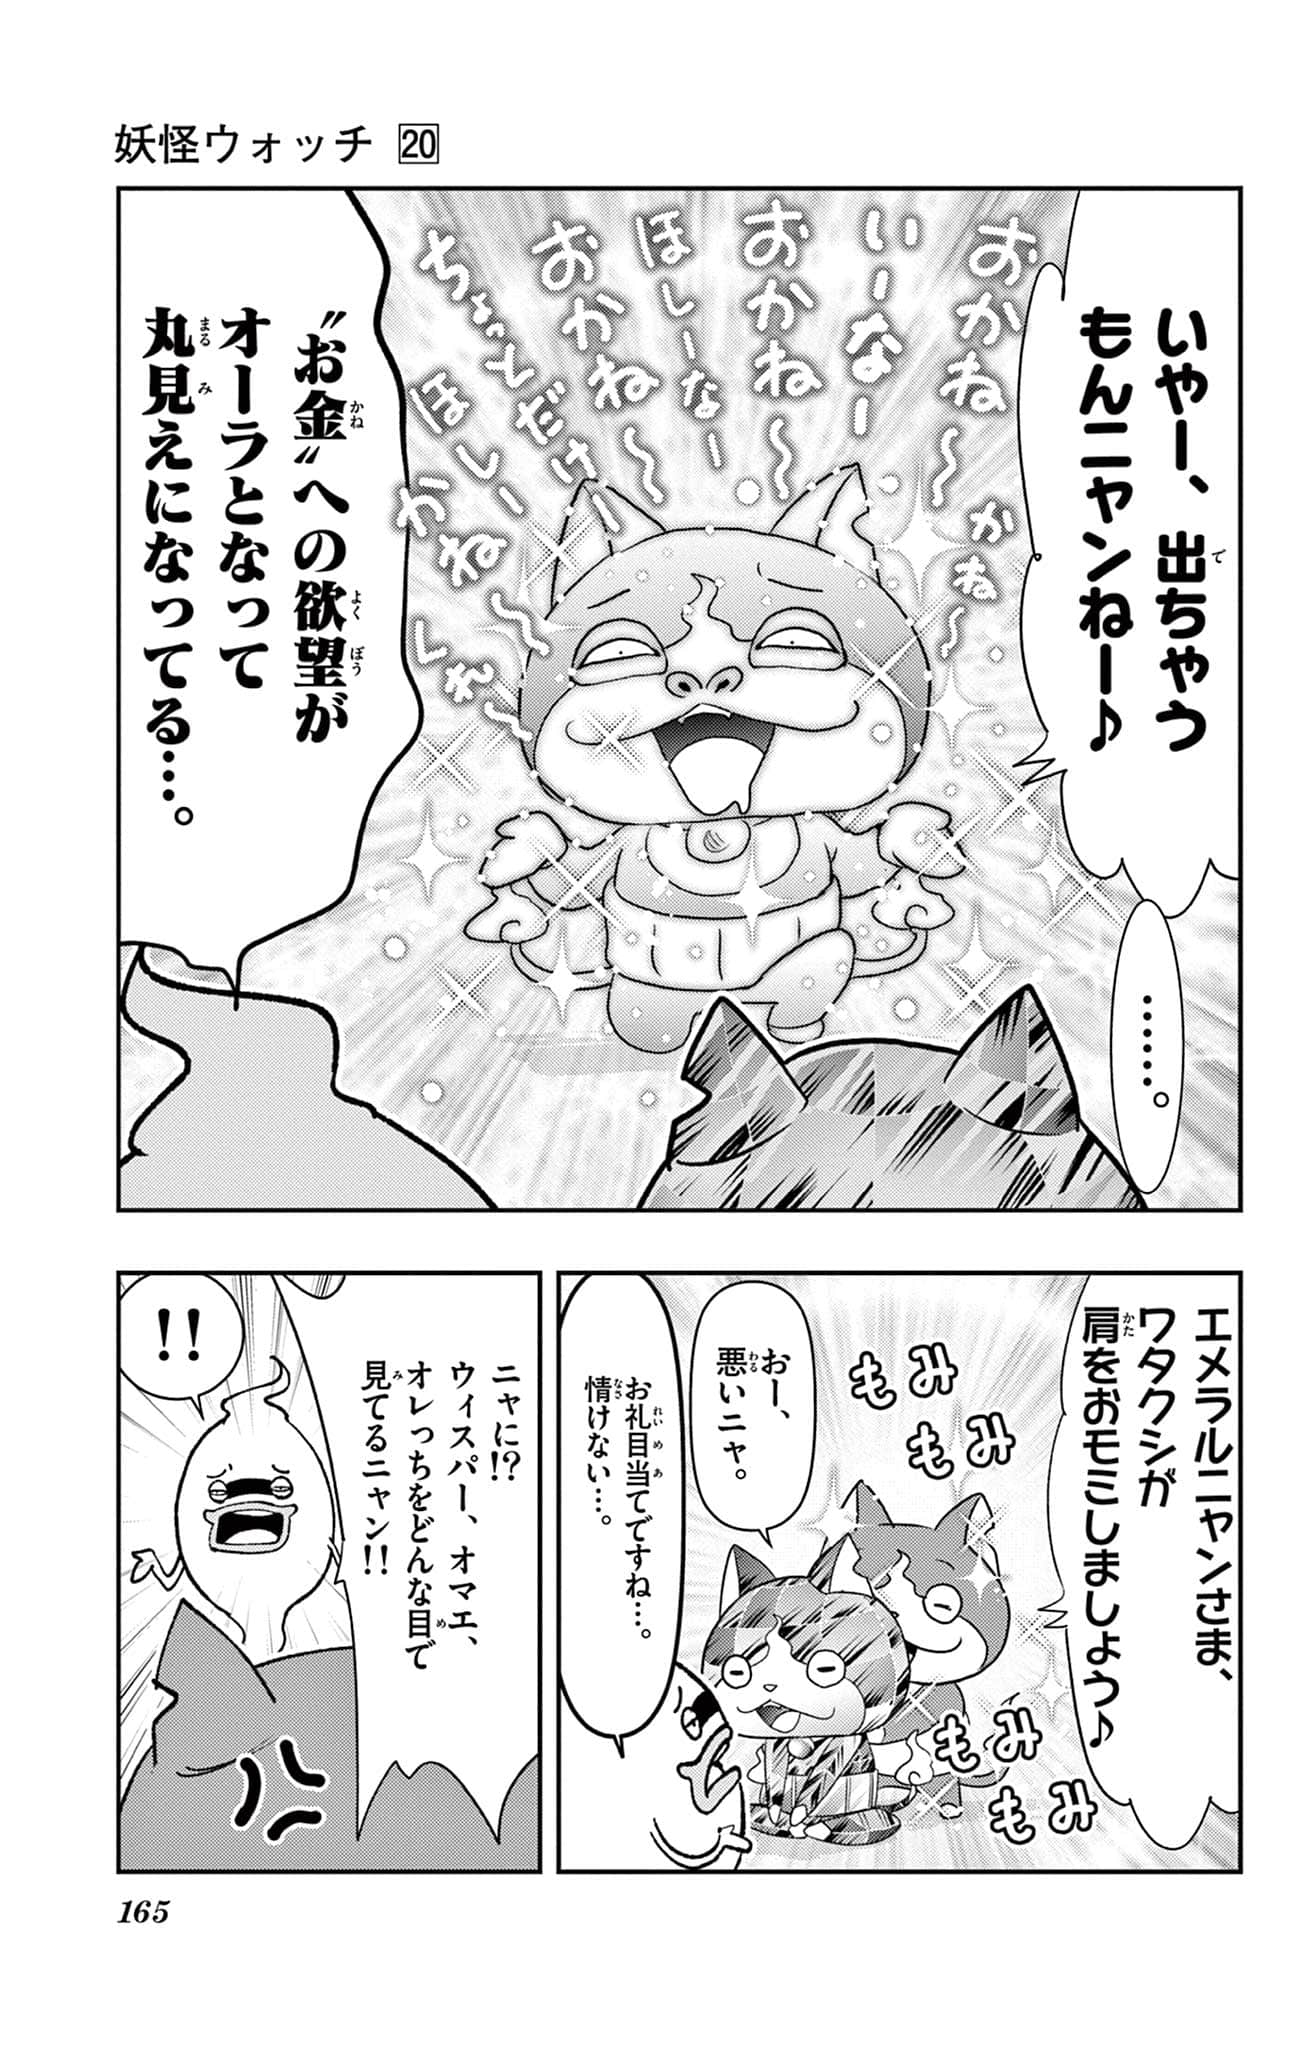 妖怪ウォッチ 20
いやー、出ちゃう
もんニャンねー♪
おかね〜
いーなー
おかね〜
ほしーなー
おかね〜
ちょっとだけー
ほしー
かね〜
かね〜
くれ〜
……。
〝お金〟への欲望が
オーラとなって
丸見えになってる…。
エメラルニャンさま、
ワタクシが
肩をおモミしましょう♪
もみ
もみ
もみ
もみ
おー、
悪いニャ。
お礼目当てですね…。
情けない…。
ニャに!?
ウィスパー、オマエ、
オレっちをどんな目で
見てるニャン!!
!!
165